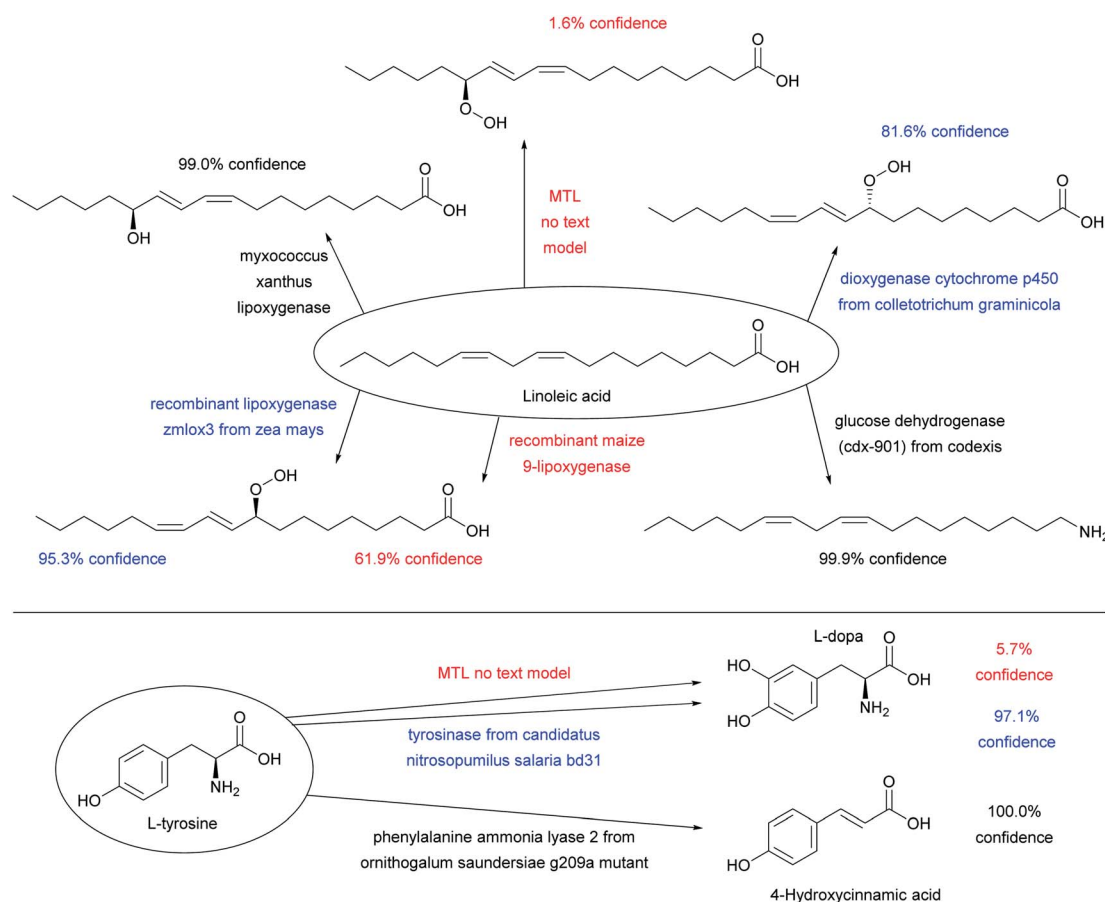 1.6% confidence
O
OH
O
OH
81.6% confidence
99.0% confidence
O
OH
OH
MTL
no text
model
OH
O
O
OH
myxococcus
xanthus
lipoxygenase
dioxygenase cytochrome p450
from colletotrichum graminicola
O
OH
Linoleic acid
recombinant lipoxygenase
zmlox3 from zea mays
recombinant maize
9-lipoxygenase
glucose dehydrogenase
(cdx-901) from codexis
OH
O
O
OH
NH2
95.3% confidence
61.9% confidence
99.9% confidence
L-dopa
MTL no text model
HO
HO
O
OH
NH2
5.7%
confidence
tyrosinase from candidatus
nitrosopumilus salaria bd31
97.1%
confidence
O
OH
NH2
HO
L-tyrosine
phenylalanine ammonia lyase 2 from
ornithogalum saundersiae g209a mutant
O
OH
HO
100.0%
confidence
4-Hydroxycinnamic acid